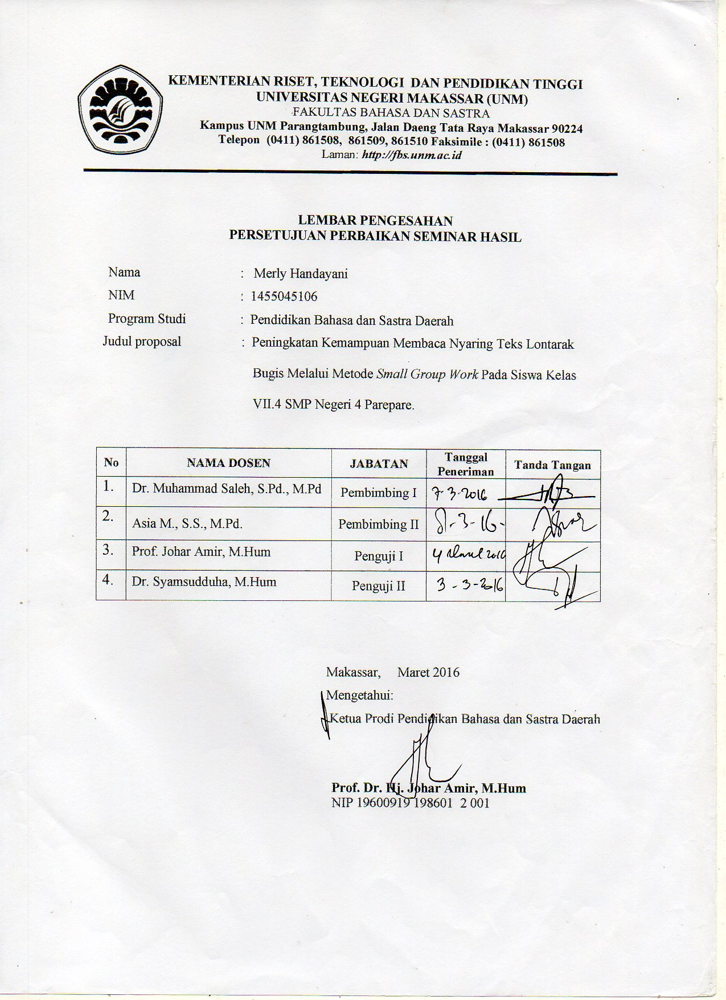 KEMENTERIAN RISET, TEKNOLOGI DAN PENDIDIKAN TINGGI
UNIVERSITAS NEGERI MAKASSAR (UNM)
FAKULTAS BAHASA DAN SASTRA
Kampus UNM Parangtambung, Jalan Daeng Tata Raya Makassar 90224
Telepon (0411) 861508, 861509, 861510 Faksimile : (0411) 861508
Laman: http://fbs.unm.ac.id
LEMBAR PENGESAHAN
PERSETUJUAN PERBAIKAN SEMINAR HASIL
Nama : Merly Handayani
NIM : 1455045106
Program Studi : Pendidikan Bahasa dan Sastra Daerah
Judul proposal : Peningkatan Kemampuan Membaca Nyaring Teks Lontarak
Bugis Melalui Metode Small Group Work Pada Siswa Kelas
VII.4 SMP Negeri 4 Parepare.
No NAMA DOSEN JABATAN Tanggal Peneriman Tanda Tangan
1. Dr. Muhammad Saleh, S.Pd., M.Pd Pembimbing I 7-3-2016
2. Asia M., S.S., M.Pd. Pembimbing II 8-3-16-
3. Prof. Johar Amir, M.Hum Penguji I 4 Maret 2016
4. Dr. Syamsudduha, M.Hum Penguji II 3-3-2016
Makassar, Maret 2016
Mengetahui:
Ketua Prodi Pendidikan Bahasa dan Sastra Daerah
Prof. Dr. Hj. Johar Amir, M.Hum
NIP 19600919 198601 2 001